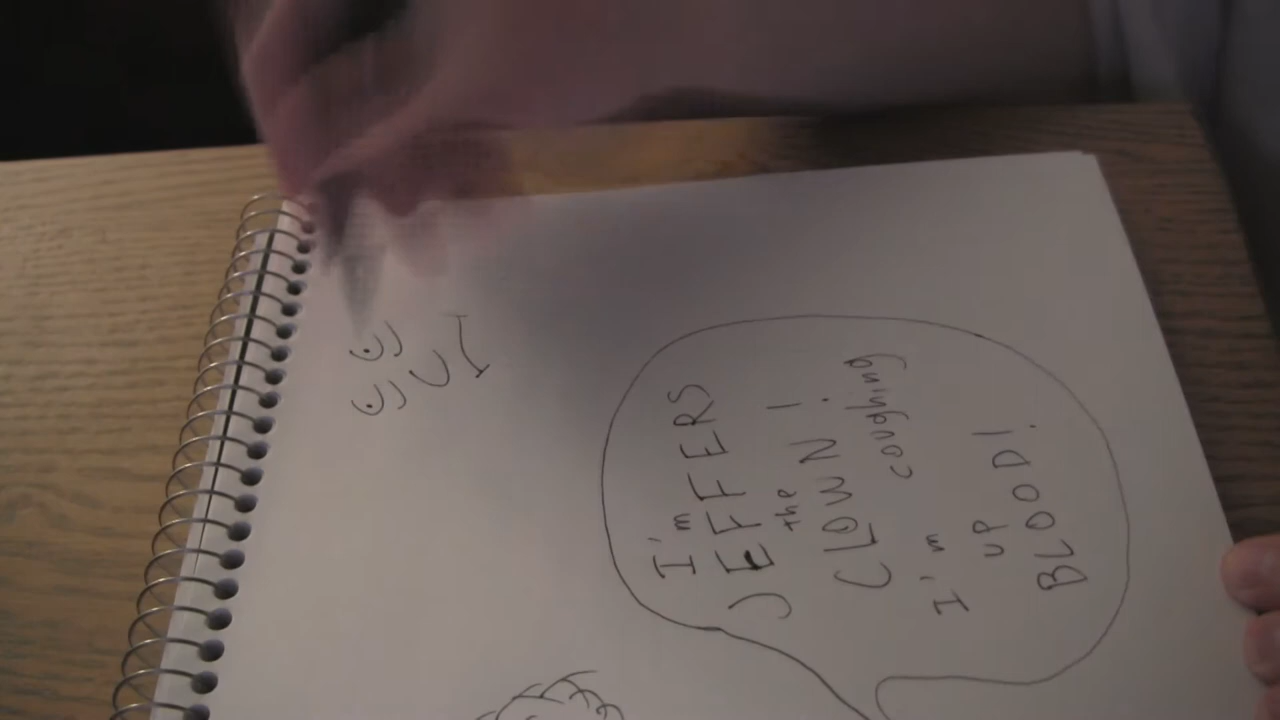 I'm
JEFFERS
the
CLOWN!
I'm coughing
up
BLOOD!